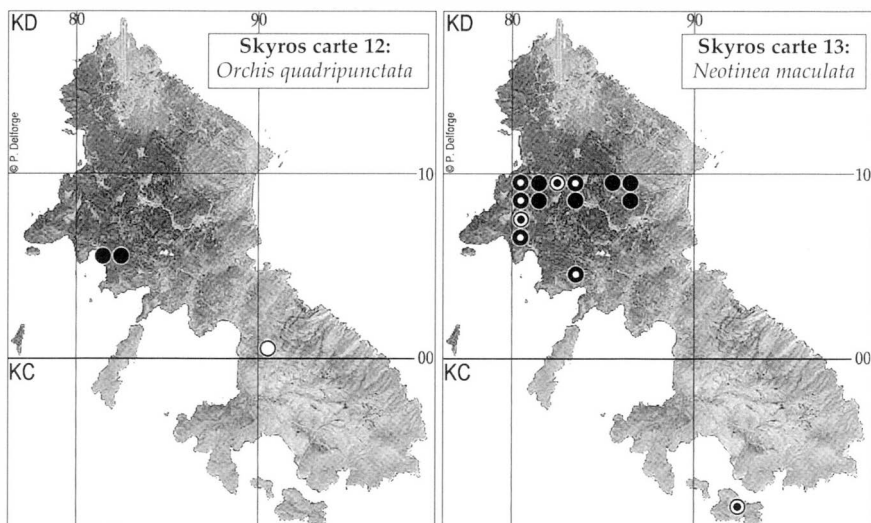 KD
80
90
Skyros carte 12:
Orchis quadripunctata
© P. Delforge
10
00
KC
KD
80
90
Skyros carte 13:
Neotinea maculata
© P. Delforge
10
00
KC